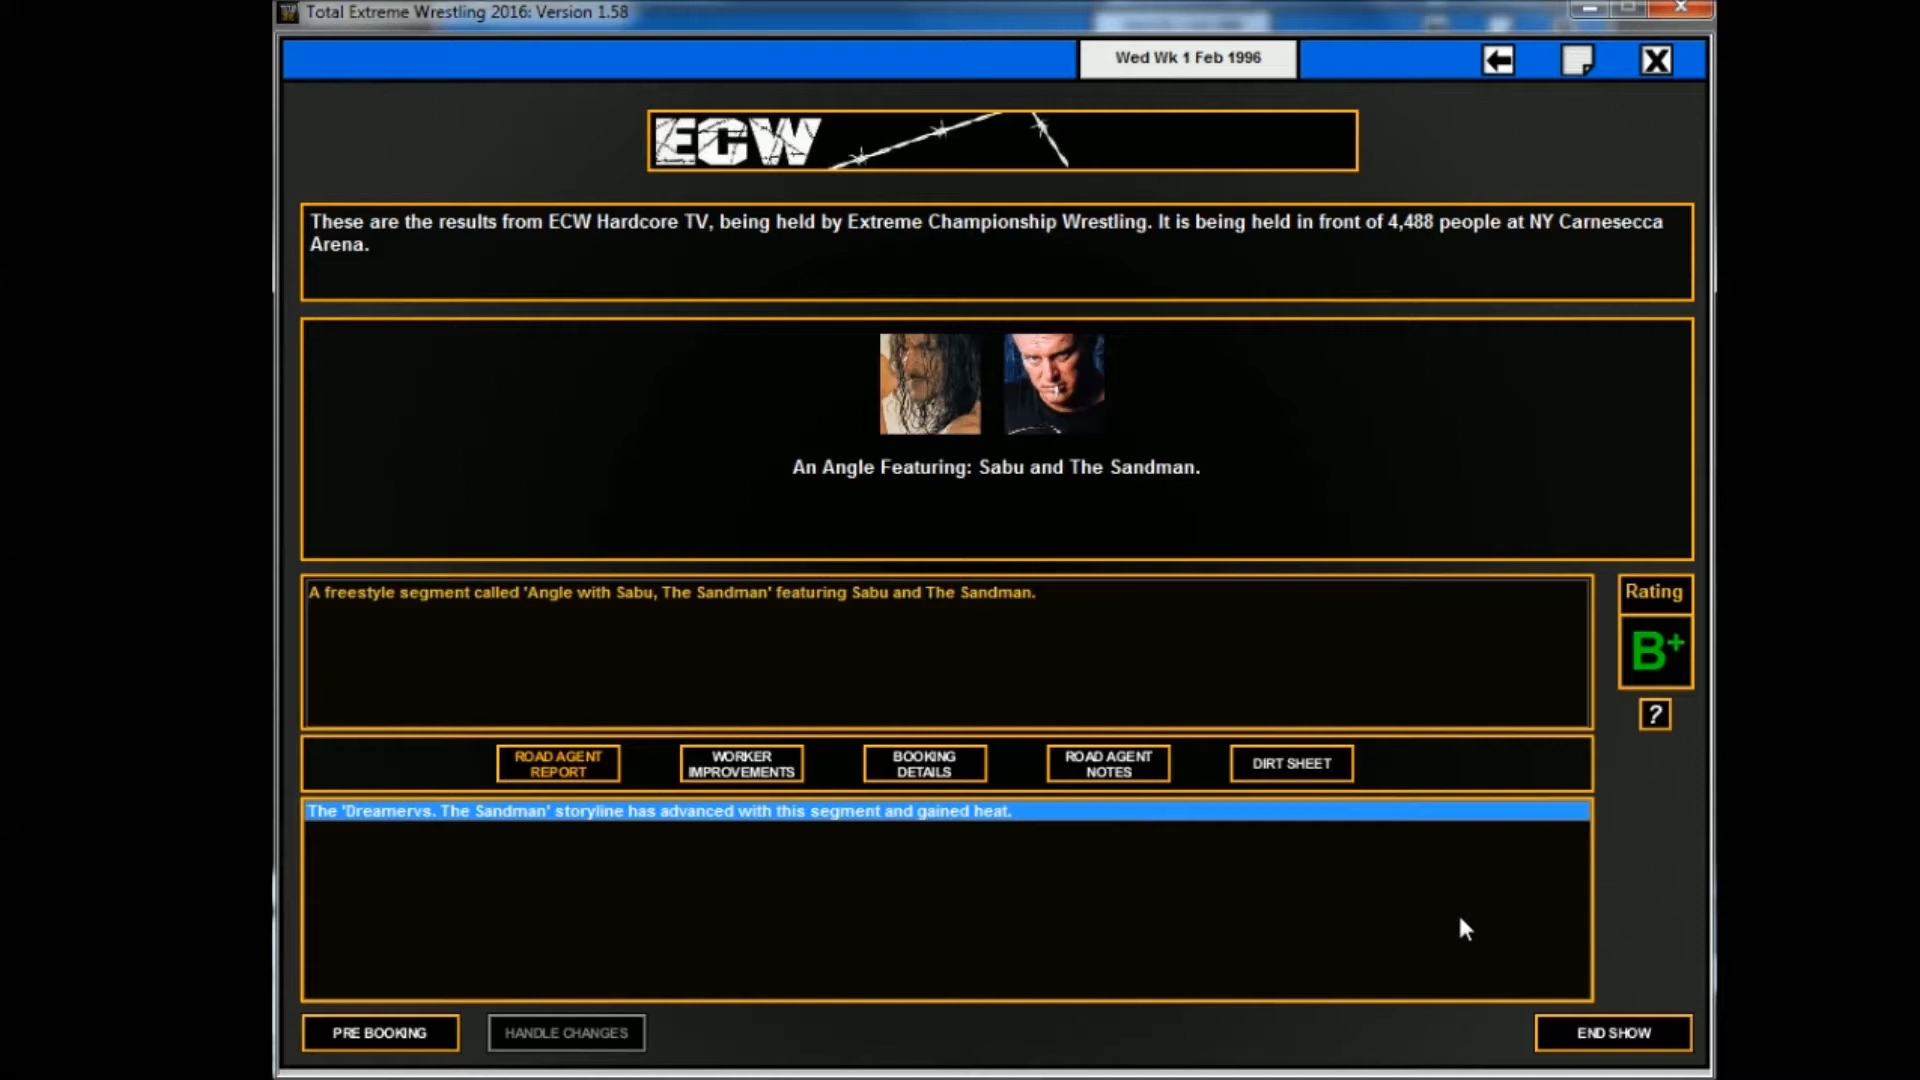 Total Extreme Wrestling 2016: Version 1.58
Wed Wk 1 Feb 1996
ECW
These are the results from ECW Hardcore TV, being held by Extreme Championship Wrestling. It is being held in front of 4,488 people at NY Carnesecca
Arena.
An Angle Featuring: Sabu and The Sandman.
A freestyle segment called 'Angle with Sabu, The Sandman' featuring Sabu and The Sandman.
Rating
B+
?
ROAD AGENT
REPORT
WORKER
IMPROVEMENTS
BOOKING
DETAILS
ROAD AGENT
NOTES
DIRT SHEET
The 'Dreamervs. The Sandman' storyline has advanced with this segment and gained heat.
PRE BOOKING
HANDLE CHANGES
END SHOW